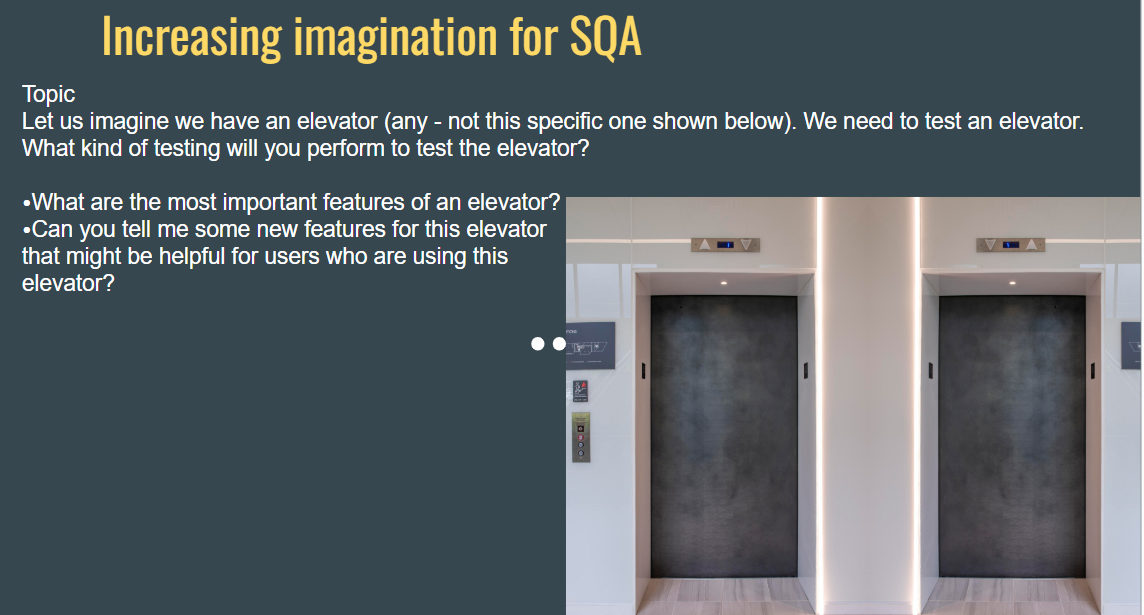 Increasing imagination for SQA
Topic
Let us imagine we have an elevator (any - not this specific one shown below). We need to test an elevator.
What kind of testing will you perform to test the elevator?
•What are the most important features of an elevator?
•Can you tell me some new features for this elevator
that might be helpful for users who are using this
elevator?